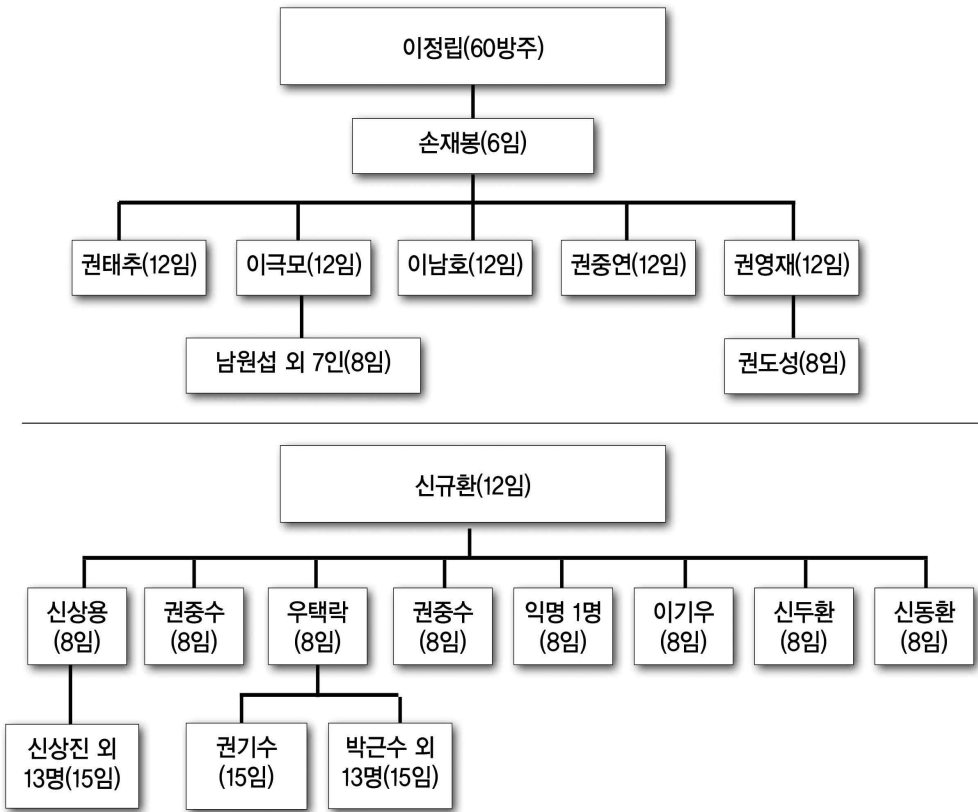 이정립(60방주)
손재봉(6임)
권태추(12임)
이극모(12임)
이남호(12임)
권중연(12임)
권영재(12임)
남원섭 외 7인(8임)
권도성(8임)
신규환(12임)
신상용
(8임)
권중수
(8임)
우택락
(8임)
권중수
(8임)
익명 1명
(8임)
이기우
(8임)
신두환
(8임)
신동환
(8임)
신상진 외
13명(15임)
권기수
(15임)
박근수 외
13명(15임)